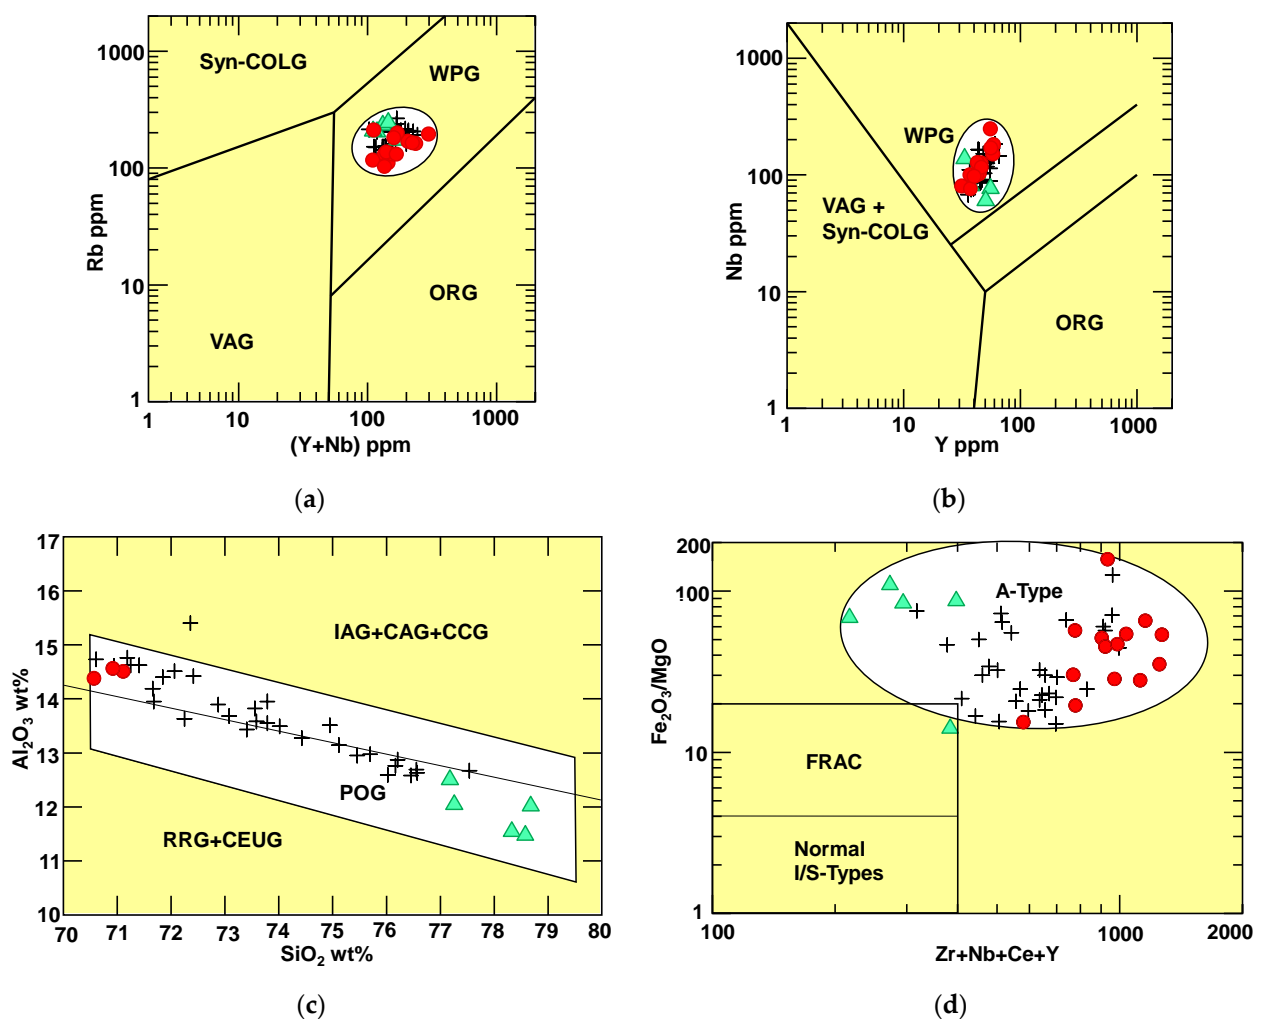 1000
100
10
1
Rb ppm
Syn-COLG
WPG
ORG
VAG
1 10 100 1000
(Y+Nb) ppm
(a)
1000
100
10
1
Nb ppm
WPG
VAG +
Syn-COLG
ORG
1 10 100 1000
Y ppm
(b)
17
16
15
14
13
12
11
10
Al2O3 wt%
IAG+CAG+CCG
POG
RRG+CEUG
70 71 72 73 74 75 76 77 78 79 80
SiO2 wt%
(c)
200
100
10
1
Fe2O3/MgO
A-Type
FRAC
Normal
I/S-Types
100 1000 2000
Zr+Nb+Ce+Y
(d)